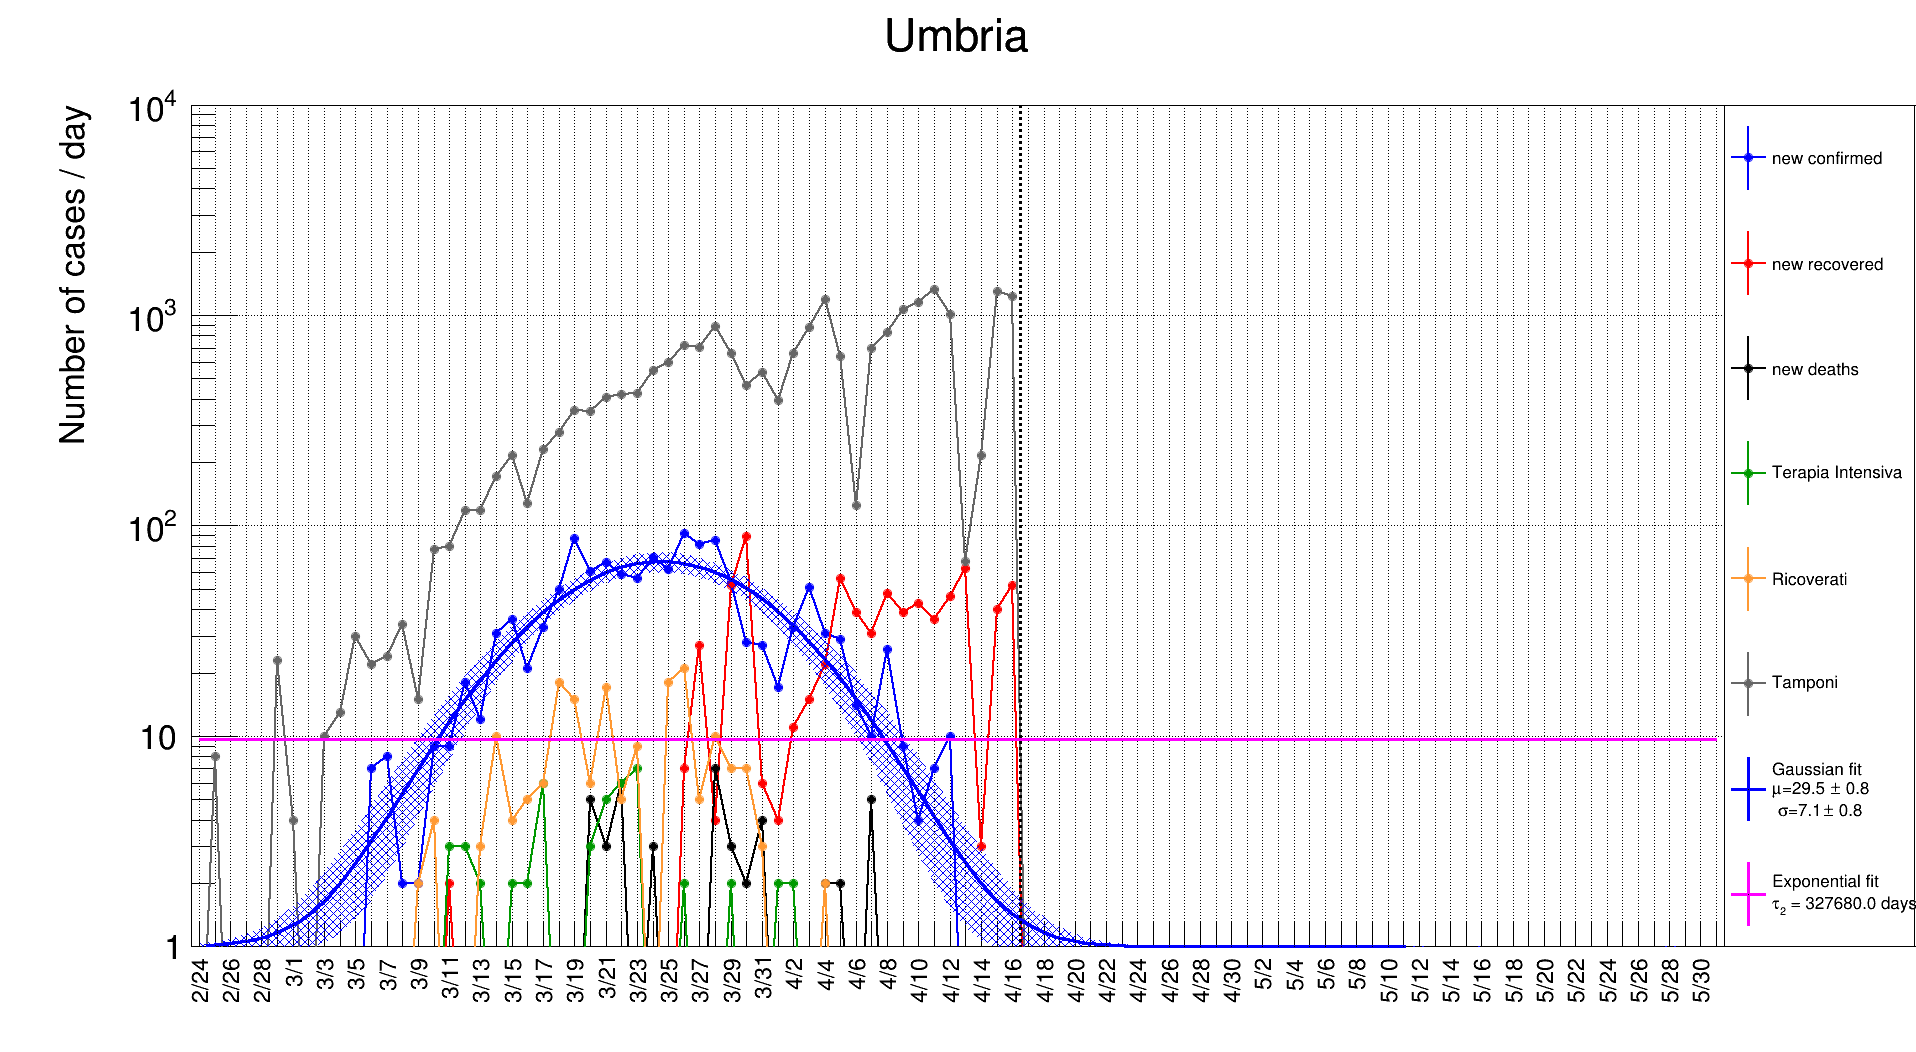 Umbria
Number of cases / day
10⁴
10³
10²
10
1
2/24 2/26 2/28 3/1 3/3 3/5 3/7 3/9 3/11 3/13 3/15 3/17 3/19 3/21 3/23 3/25 3/27 3/29 3/31 4/2 4/4 4/6 4/8 4/10 4/12 4/14 4/16 4/18 4/20 4/22 4/24 4/26 4/28 4/30 5/2 5/4 5/6 5/8 5/10 5/12 5/14 5/16 5/18 5/20 5/22 5/24 5/26 5/28 5/30
new confirmed
new recovered
new deaths
Terapia Intensiva
Ricoverati
Tamponi
Gaussian fit
μ=29.5 ± 0.8
σ=7.1± 0.8
Exponential fit
τ₂ = 327680.0 days